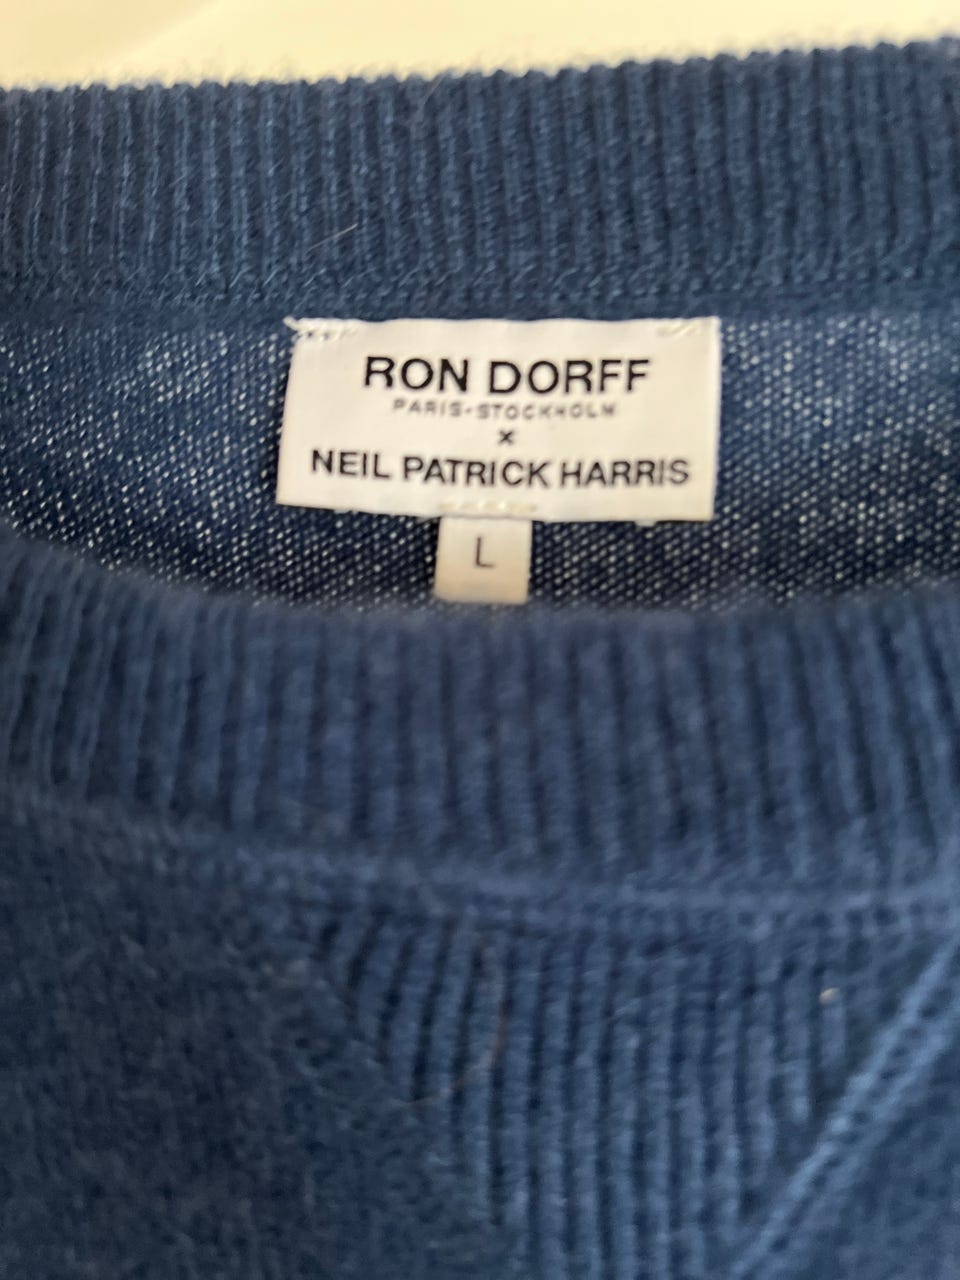 RON DORFF
PARIS-STOCKHOLM
x
NEIL PATRICK HARRIS
L